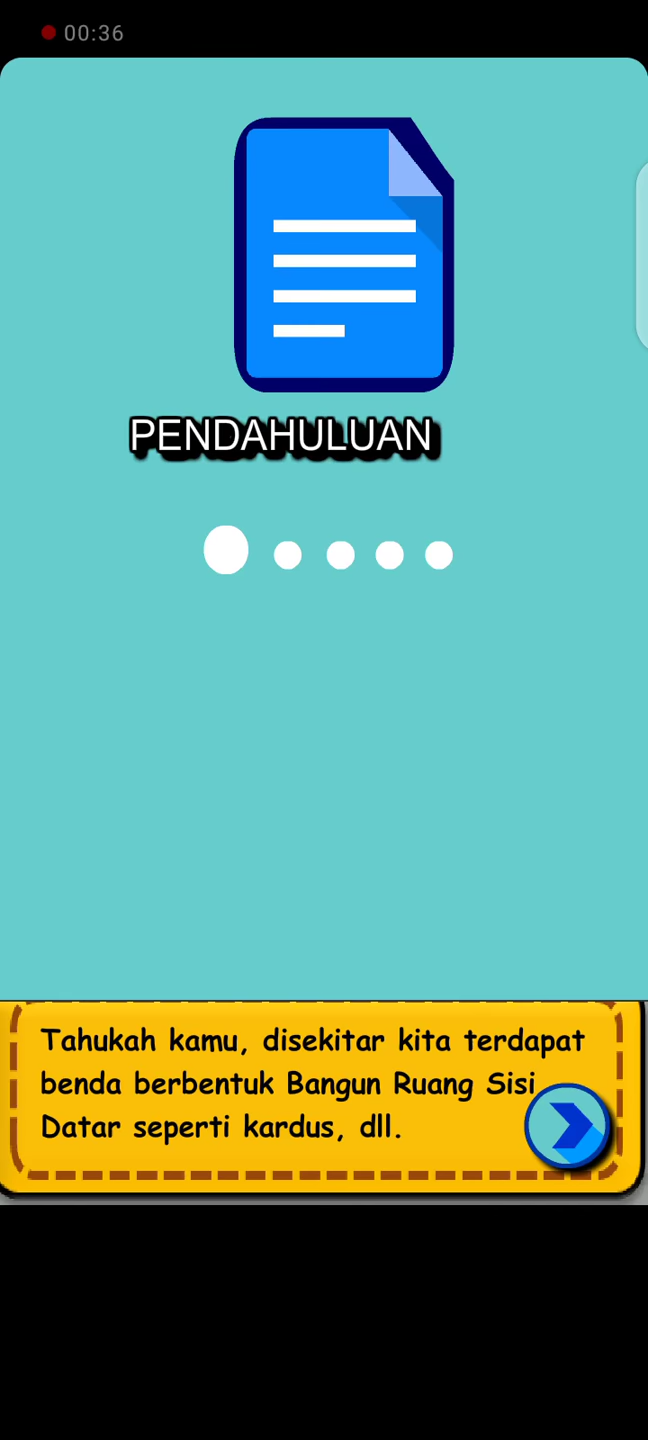 00:36
PENDAHULUAN
Tahukah kamu, disekitar kita terdapat
benda berbentuk Bangun Ruang Sisi
Datar seperti kardus, dll.